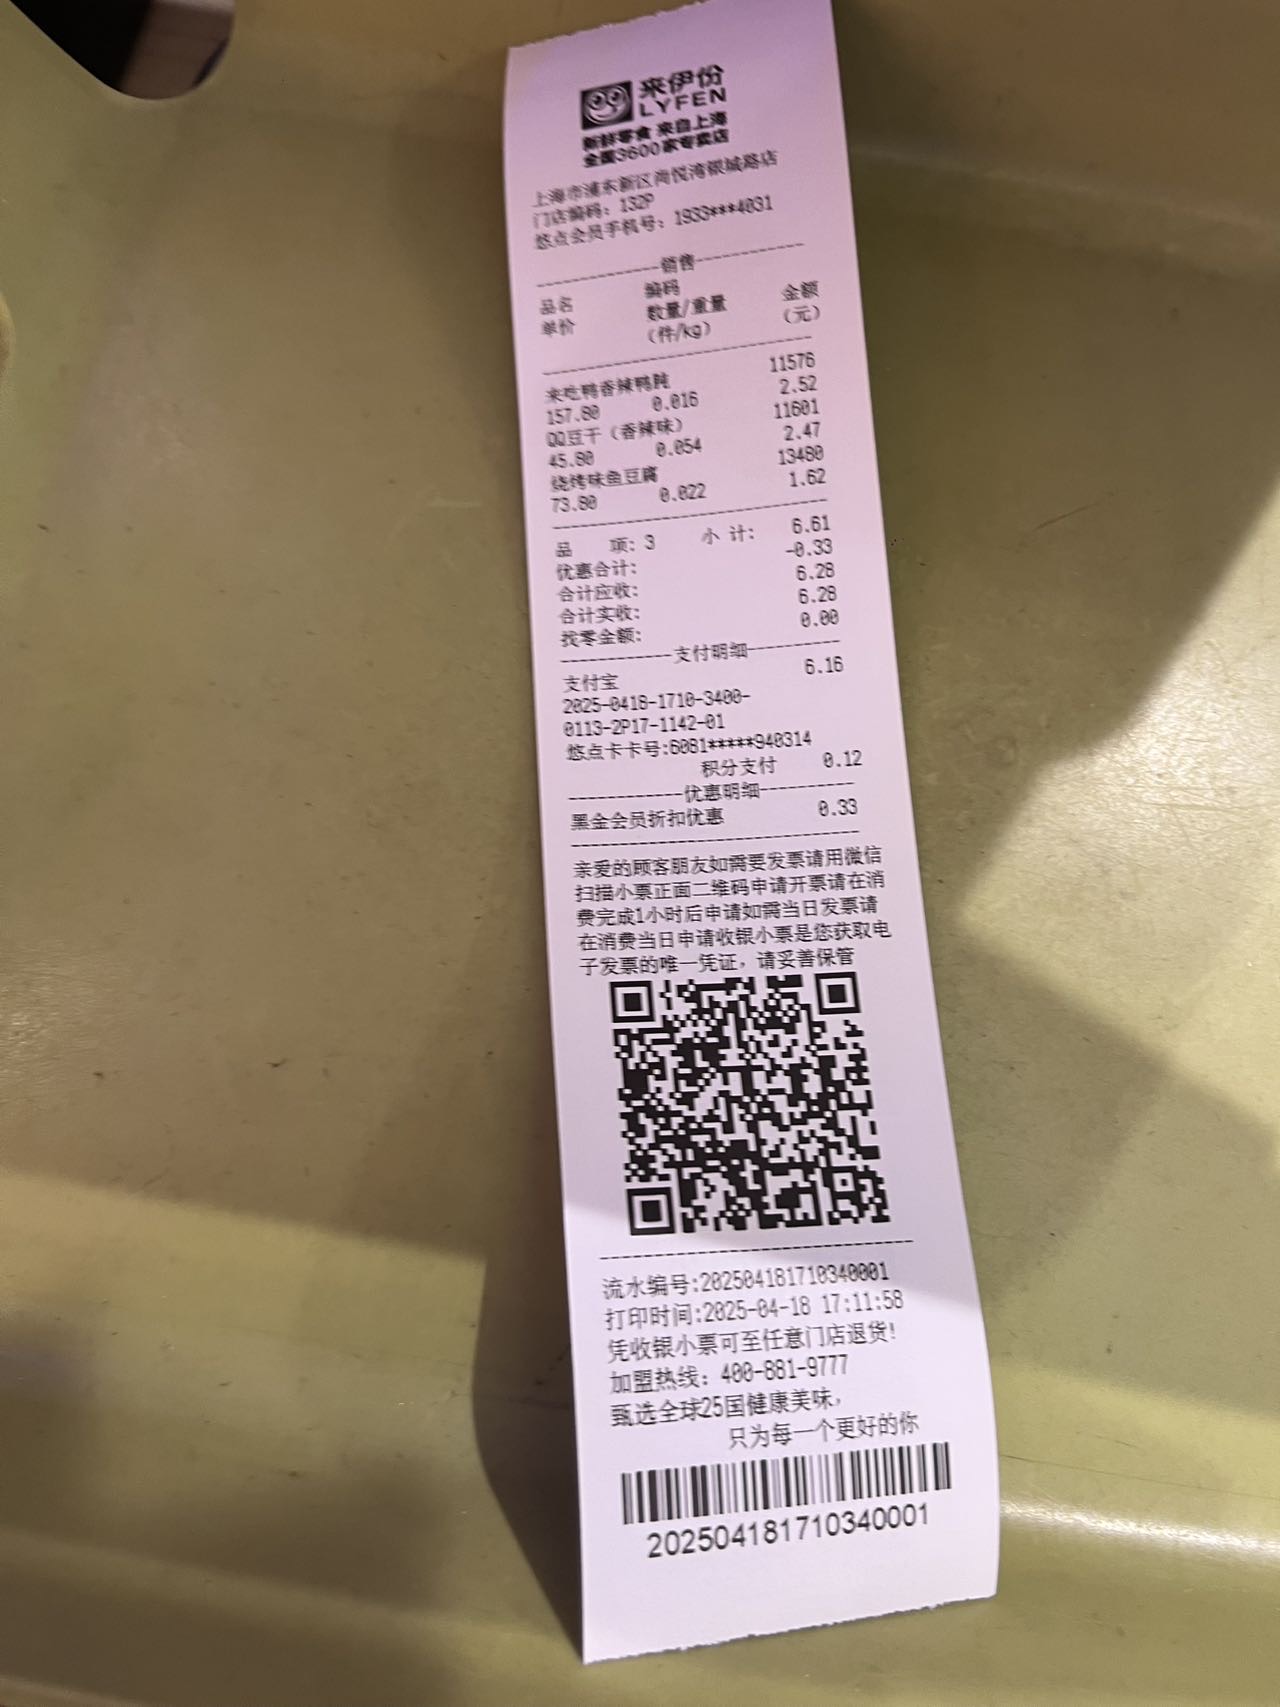 来伊份
LYFEN
新鲜零食 来自上海
全国3600家专卖店
上海市浦东新区尚悦湾银城路店
门店编码：132P
悠点会员手机号：1933***4031
------------销售------------
品名 编码 金额
单价 数量/重量 (元)
(件/kg)
来吃鸭香辣鸭肫 11576
157.80 0.016 2.52
QQ豆干（香辣味） 11601
45.80 0.054 2.47
烧烤味鱼豆腐 13480
73.80 0.022 1.62
品 项: 3 小 计: 6.61
优惠合计: -0.33
合计应收: 6.28
合计实收: 6.28
找零金额: 0.00
------------支付明细----------
支付宝 6.16
2025-0418-1710-3400-
0113-2P17-1142-01
悠点卡卡号:6081*****940314
积分支付 0.12
------------优惠明细----------
黑金会员折扣优惠 0.33
亲爱的顾客朋友如需要发票请用微信
扫描小票正面二维码申请开票请在消
费完成1小时后申请如需当日发票请
在消费当日申请收银小票是您获取电
子发票的唯一凭证，请妥善保管
流水编号:202504181710340001
打印时间:2025-04-18 17:11:58
凭收银小票可至任意门店退货!
加盟热线：400-881-9777
甄选全球25国健康美味，
只为每一个更好的你
202504181710340001